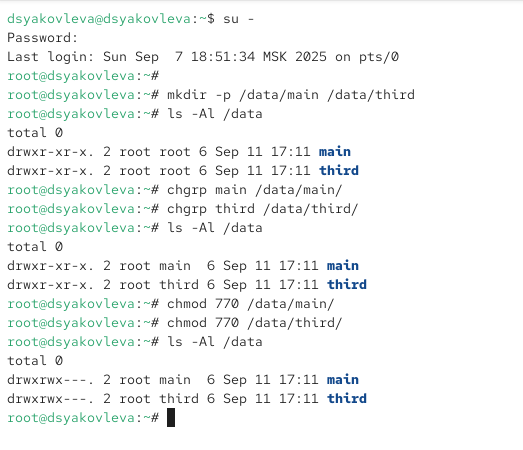 dsyakovleva@dsyakovleva:~$ su -
Password:
Last login: Sun Sep  7 18:51:34 MSK 2025 on pts/0
root@dsyakovleva:~#
root@dsyakovleva:~# mkdir -p /data/main /data/third
root@dsyakovleva:~# ls -Al /data
total 0
drwxr-xr-x. 2 root root 6 Sep 11 17:11 main
drwxr-xr-x. 2 root root 6 Sep 11 17:11 third
root@dsyakovleva:~# chgrp main /data/main/
root@dsyakovleva:~# chgrp third /data/third/
root@dsyakovleva:~# ls -Al /data
total 0
drwxr-xr-x. 2 root main  6 Sep 11 17:11 main
drwxr-xr-x. 2 root third 6 Sep 11 17:11 third
root@dsyakovleva:~# chmod 770 /data/main/
root@dsyakovleva:~# chmod 770 /data/third/
root@dsyakovleva:~# ls -Al /data
total 0
drwxrwx---. 2 root main  6 Sep 11 17:11 main
drwxrwx---. 2 root third 6 Sep 11 17:11 third
root@dsyakovleva:~#